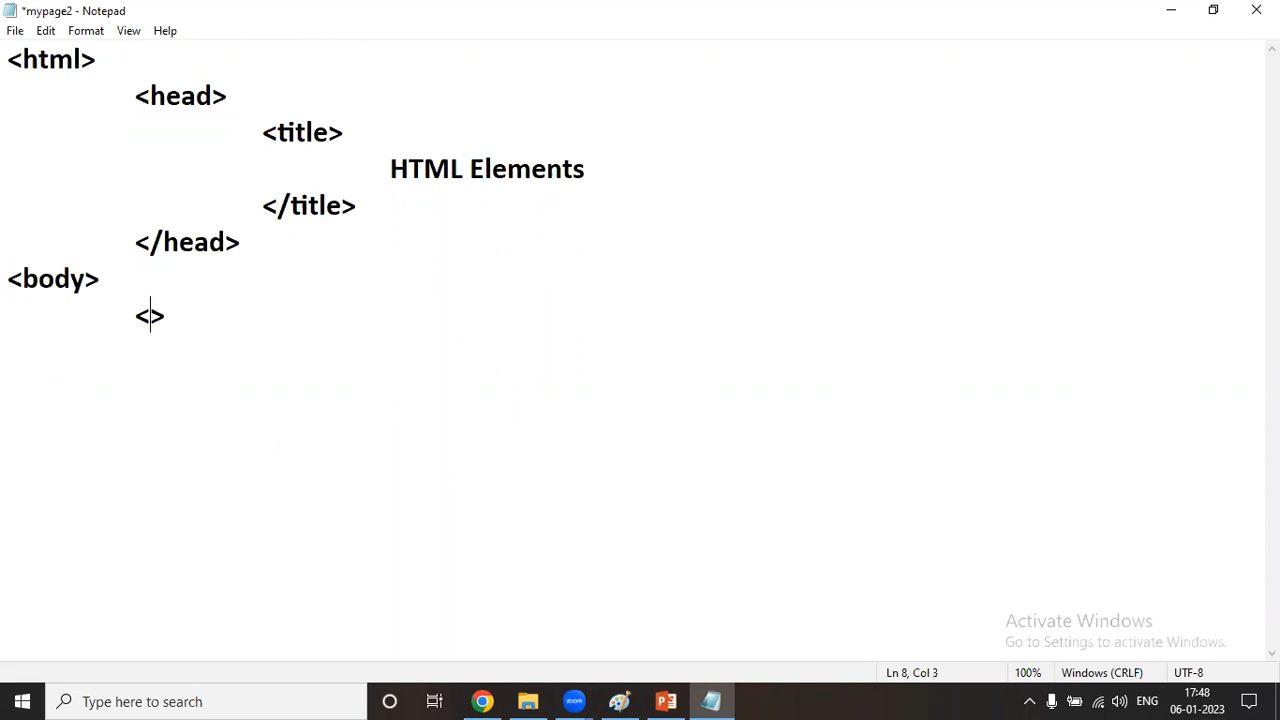 *mypage2 - Notepad
File Edit Format View Help
<html>
<head>
<title>
HTML Elements
</title>
</head>
<body>
<>
Activate Windows
Go to Settings to activate Windows.
Ln 8, Col 3 100% Windows (CRLF) UTF-8
Type here to search
zoom
ENG
17:48
06-01-2023